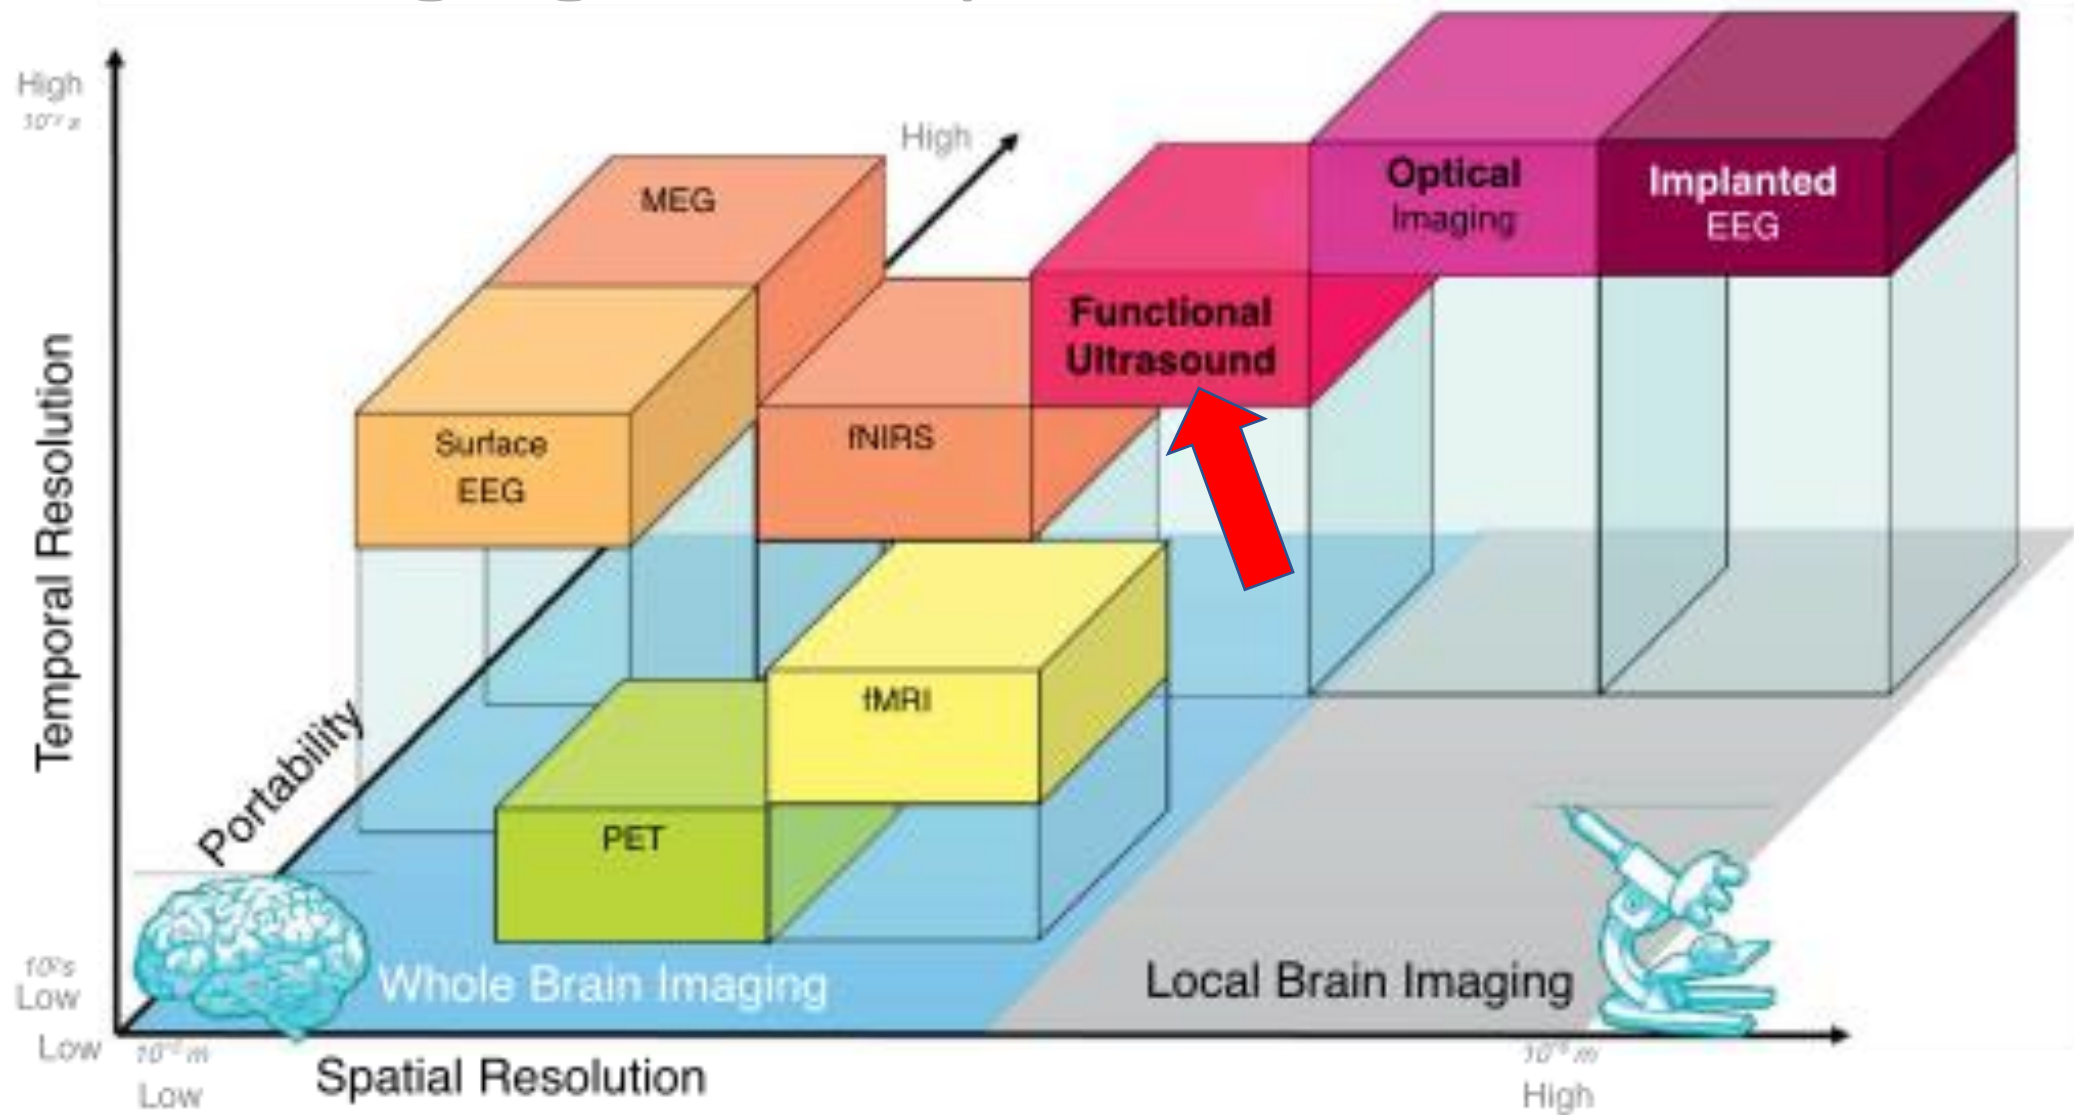 High
High
MEG
Optical
Imaging
Implanted
EEG
Functional
Ultrasound
Surface
EEG
fNIRS
Temporal Resolution
fMRI
Portability
PET
Whole Brain Imaging
Local Brain Imaging
Low
Low
Spatial Resolution
Low
High